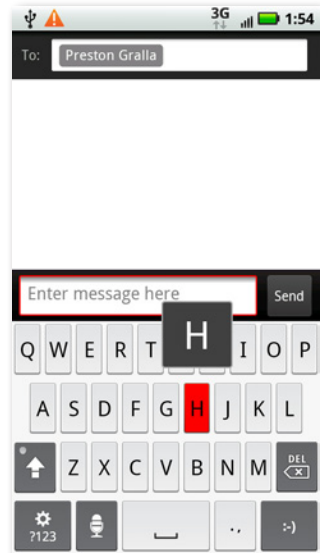 3G 1:54
To: Preston Gralla
Enter message here Send
H
Q W E R T I O P
A S D F G H J K L
Z X C V B N M DEL
?123 ., :-)